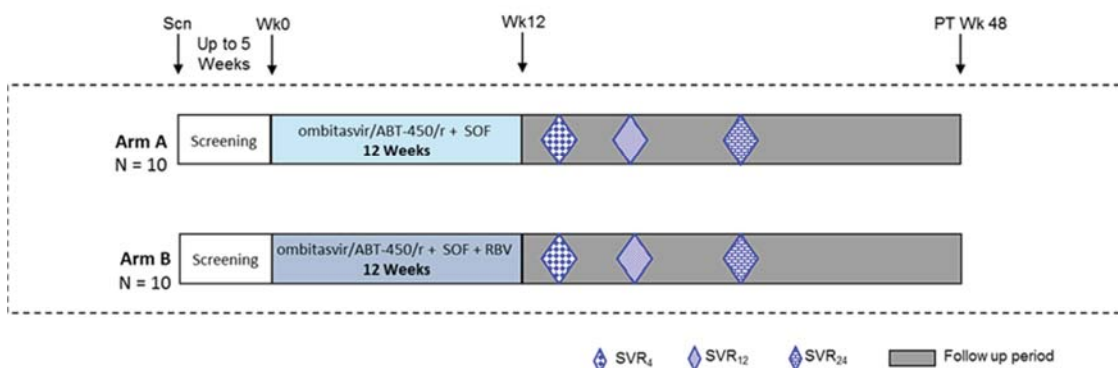 Scn
Up to 5
Weeks
Wk0
Wk12
PT Wk 48
Arm A
N = 10
Screening
ombitasvir/ABT-450/r + SOF
12 Weeks
Arm B
N = 10
Screening
ombitasvir/ABT-450/r + SOF + RBV
12 Weeks
SVR4
SVR12
SVR24
Follow up period